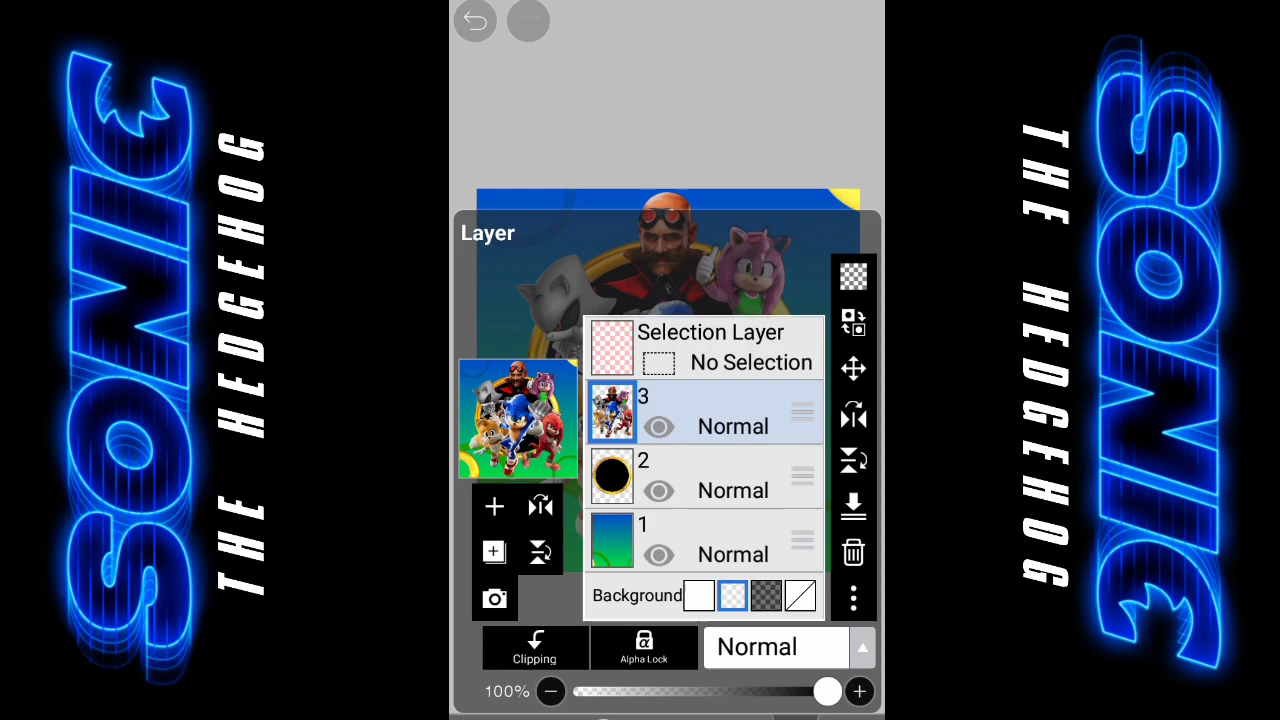 SONIC
THE HEDGEHOG
Layer
Selection Layer
No Selection
3
Normal
2
Normal
1
Normal
Background
Clipping
α
Alpha Lock
Normal
100%
SONIC
THE HEDGEHOG